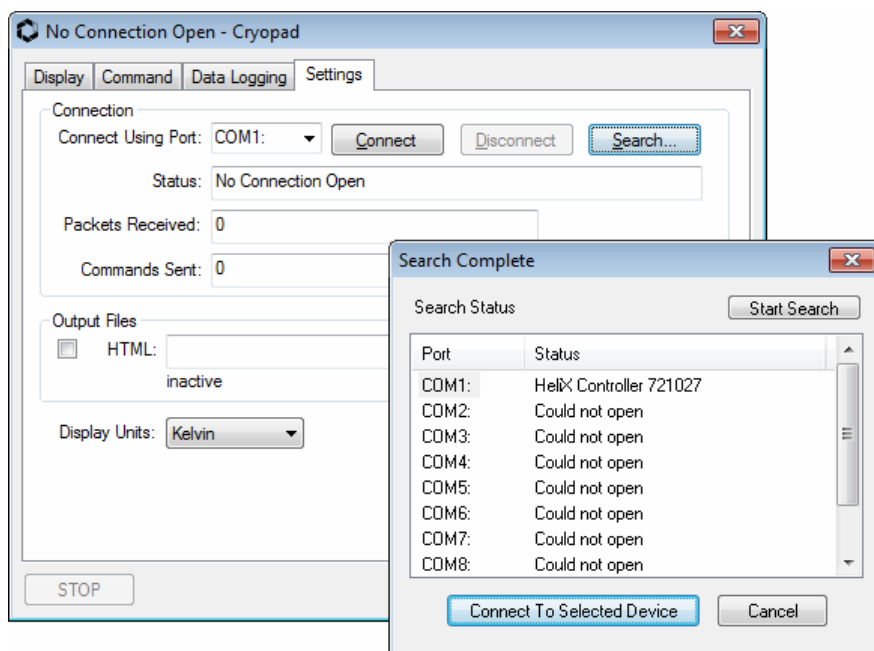 No Connection Open - Cryopad
Display Command Data Logging Settings
Connection
Connect Using Port: COM1: Connect Disconnect Search...
Status: No Connection Open
Packets Received: 0
Commands Sent: 0
Output Files
HTML:
inactive
Display Units: Kelvin
STOP
Search Complete
Search Status Start Search
Port Status
COM1: HeliX Controller 721027
COM2: Could not open
COM3: Could not open
COM4: Could not open
COM5: Could not open
COM6: Could not open
COM7: Could not open
COM8: Could not open
Connect To Selected Device Cancel